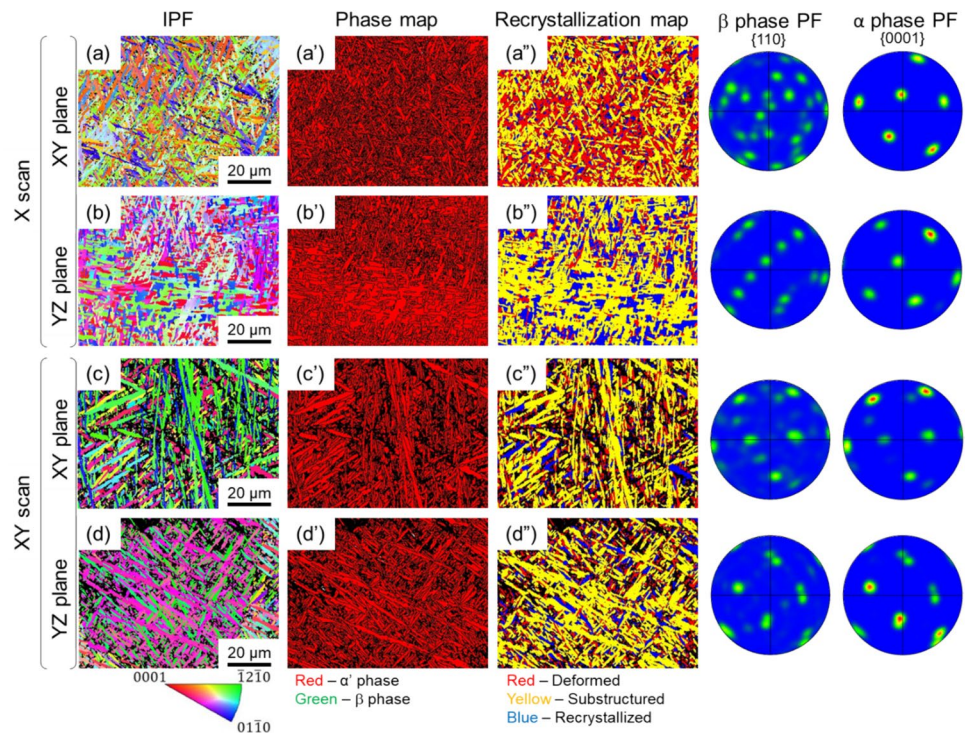 IPF
Phase map
Recrystallization map
β phase PF
{110}
α phase PF
{0001}
X scan
XY plane
(a)
20 μm
(a’)
(a”)
YZ plane
(b)
20 μm
(b’)
(b”)
XY scan
XY plane
(c)
20 μm
(c’)
(c”)
YZ plane
(d)
20 μm
(d’)
(d”)
0001
1̅21̅0
011̅0
Red – α’ phase
Green – β phase
Red – Deformed
Yellow – Substructured
Blue – Recrystallized